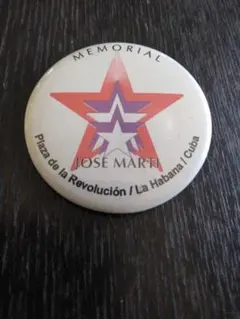 MEMORIAL
JOSÉ MARTÍ
Plaza de la Revolución / La Habana / Cuba